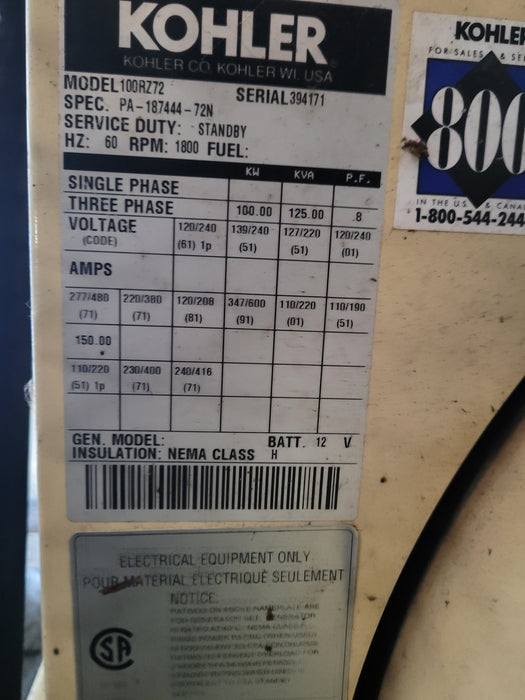 KOHLER
KOHLER CO. KOHLER WI. USA
MODEL 100RZ72 SERIAL 394171
SPEC. PA-187444-72N
SERVICE DUTY: STANDBY
HZ: 60 RPM: 1800 FUEL:
KW KVA P.F.
SINGLE PHASE
THREE PHASE 100.00 125.00 .8
VOLTAGE 120/240 139/240 127/220 120/240
(CODE) (61) 1p (51) (51) (01)
AMPS
277/480 220/380 120/208 347/600 110/220 110/190
(71) (71) (81) (91) (01) (51)
150.00
110/220 230/400 240/416
(51) 1p (71) (71)
GEN. MODEL: BATT. 12 V
INSULATION: NEMA CLASS H
KOHLER
FOR SALES & SE
800
IN THE U.S. & CANA
1-800-544-244
ELECTRICAL EQUIPMENT ONLY
POUR MATERIAL ELECTRIQUE SEULEMENT
NOTICE:
CSA